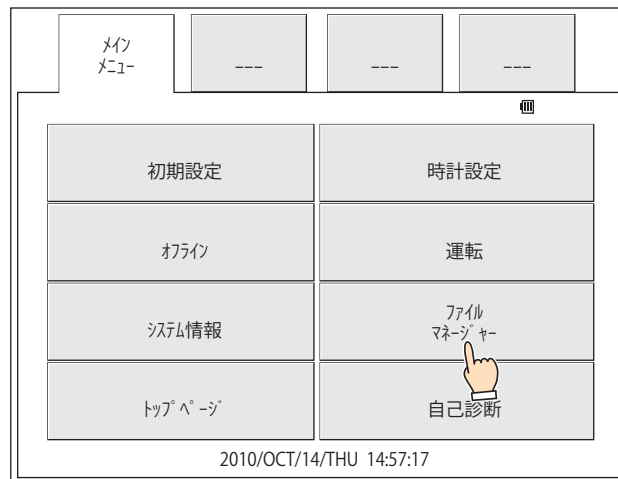 ﾒｲﾝ
ﾒﾆｭｰ
---
---
---
初期設定
時計設定
ｵﾌﾗｲﾝ
運転
ｼｽﾃﾑ情報
ﾌｧｲﾙ
ﾏﾈｰｼﾞｬｰ
ﾄｯﾌﾟﾍﾟｰｼﾞ
自己診断
2010/OCT/14/THU 14:57:17